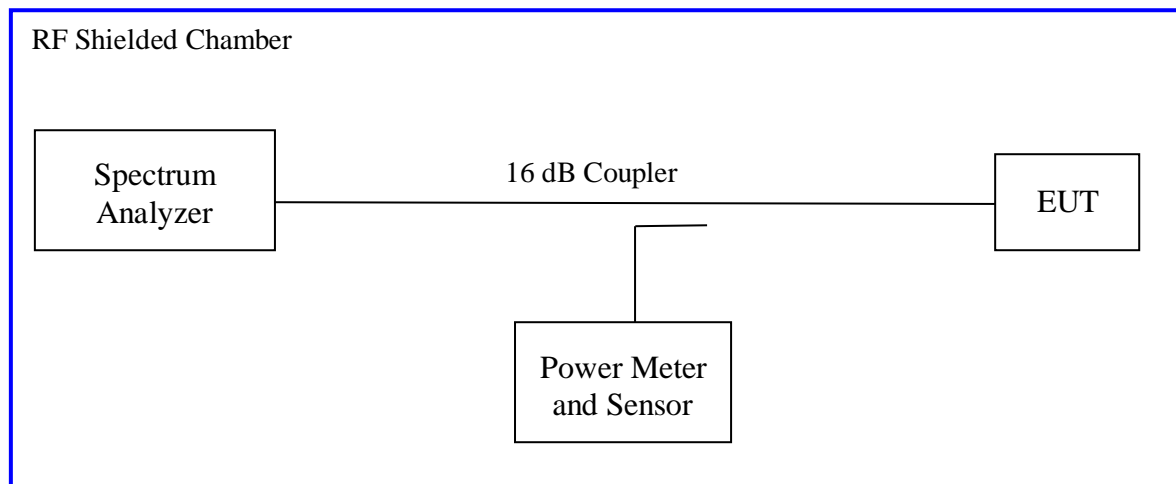 RF Shielded Chamber
Spectrum
Analyzer
16 dB Coupler
EUT
Power Meter
and Sensor